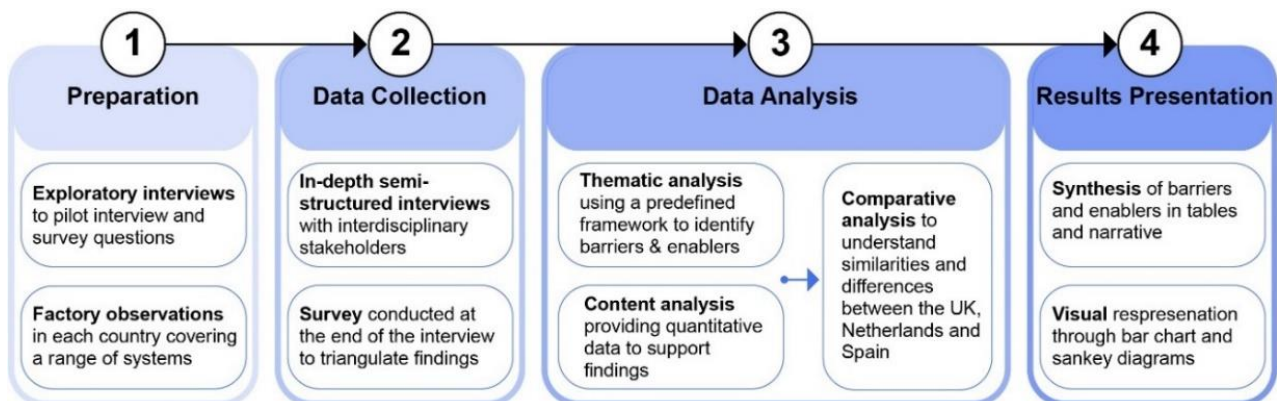 1
Preparation
Exploratory interviews
to pilot interview and
survey questions
Factory observations
in each country covering
a range of systems
2
Data Collection
In-depth semi-
structured interviews
with interdisciplinary
stakeholders
Survey conducted at
the end of the interview
to triangulate findings
3
Data Analysis
Thematic analysis
using a predefined
framework to identify
barriers & enablers
Content analysis
providing quantitative
data to support
findings
Comparative
analysis to
understand
similarities and
differences
between the UK,
Netherlands and
Spain
4
Results Presentation
Synthesis of barriers
and enablers in tables
and narrative
Visual respresenation
through bar chart and
sankey diagrams